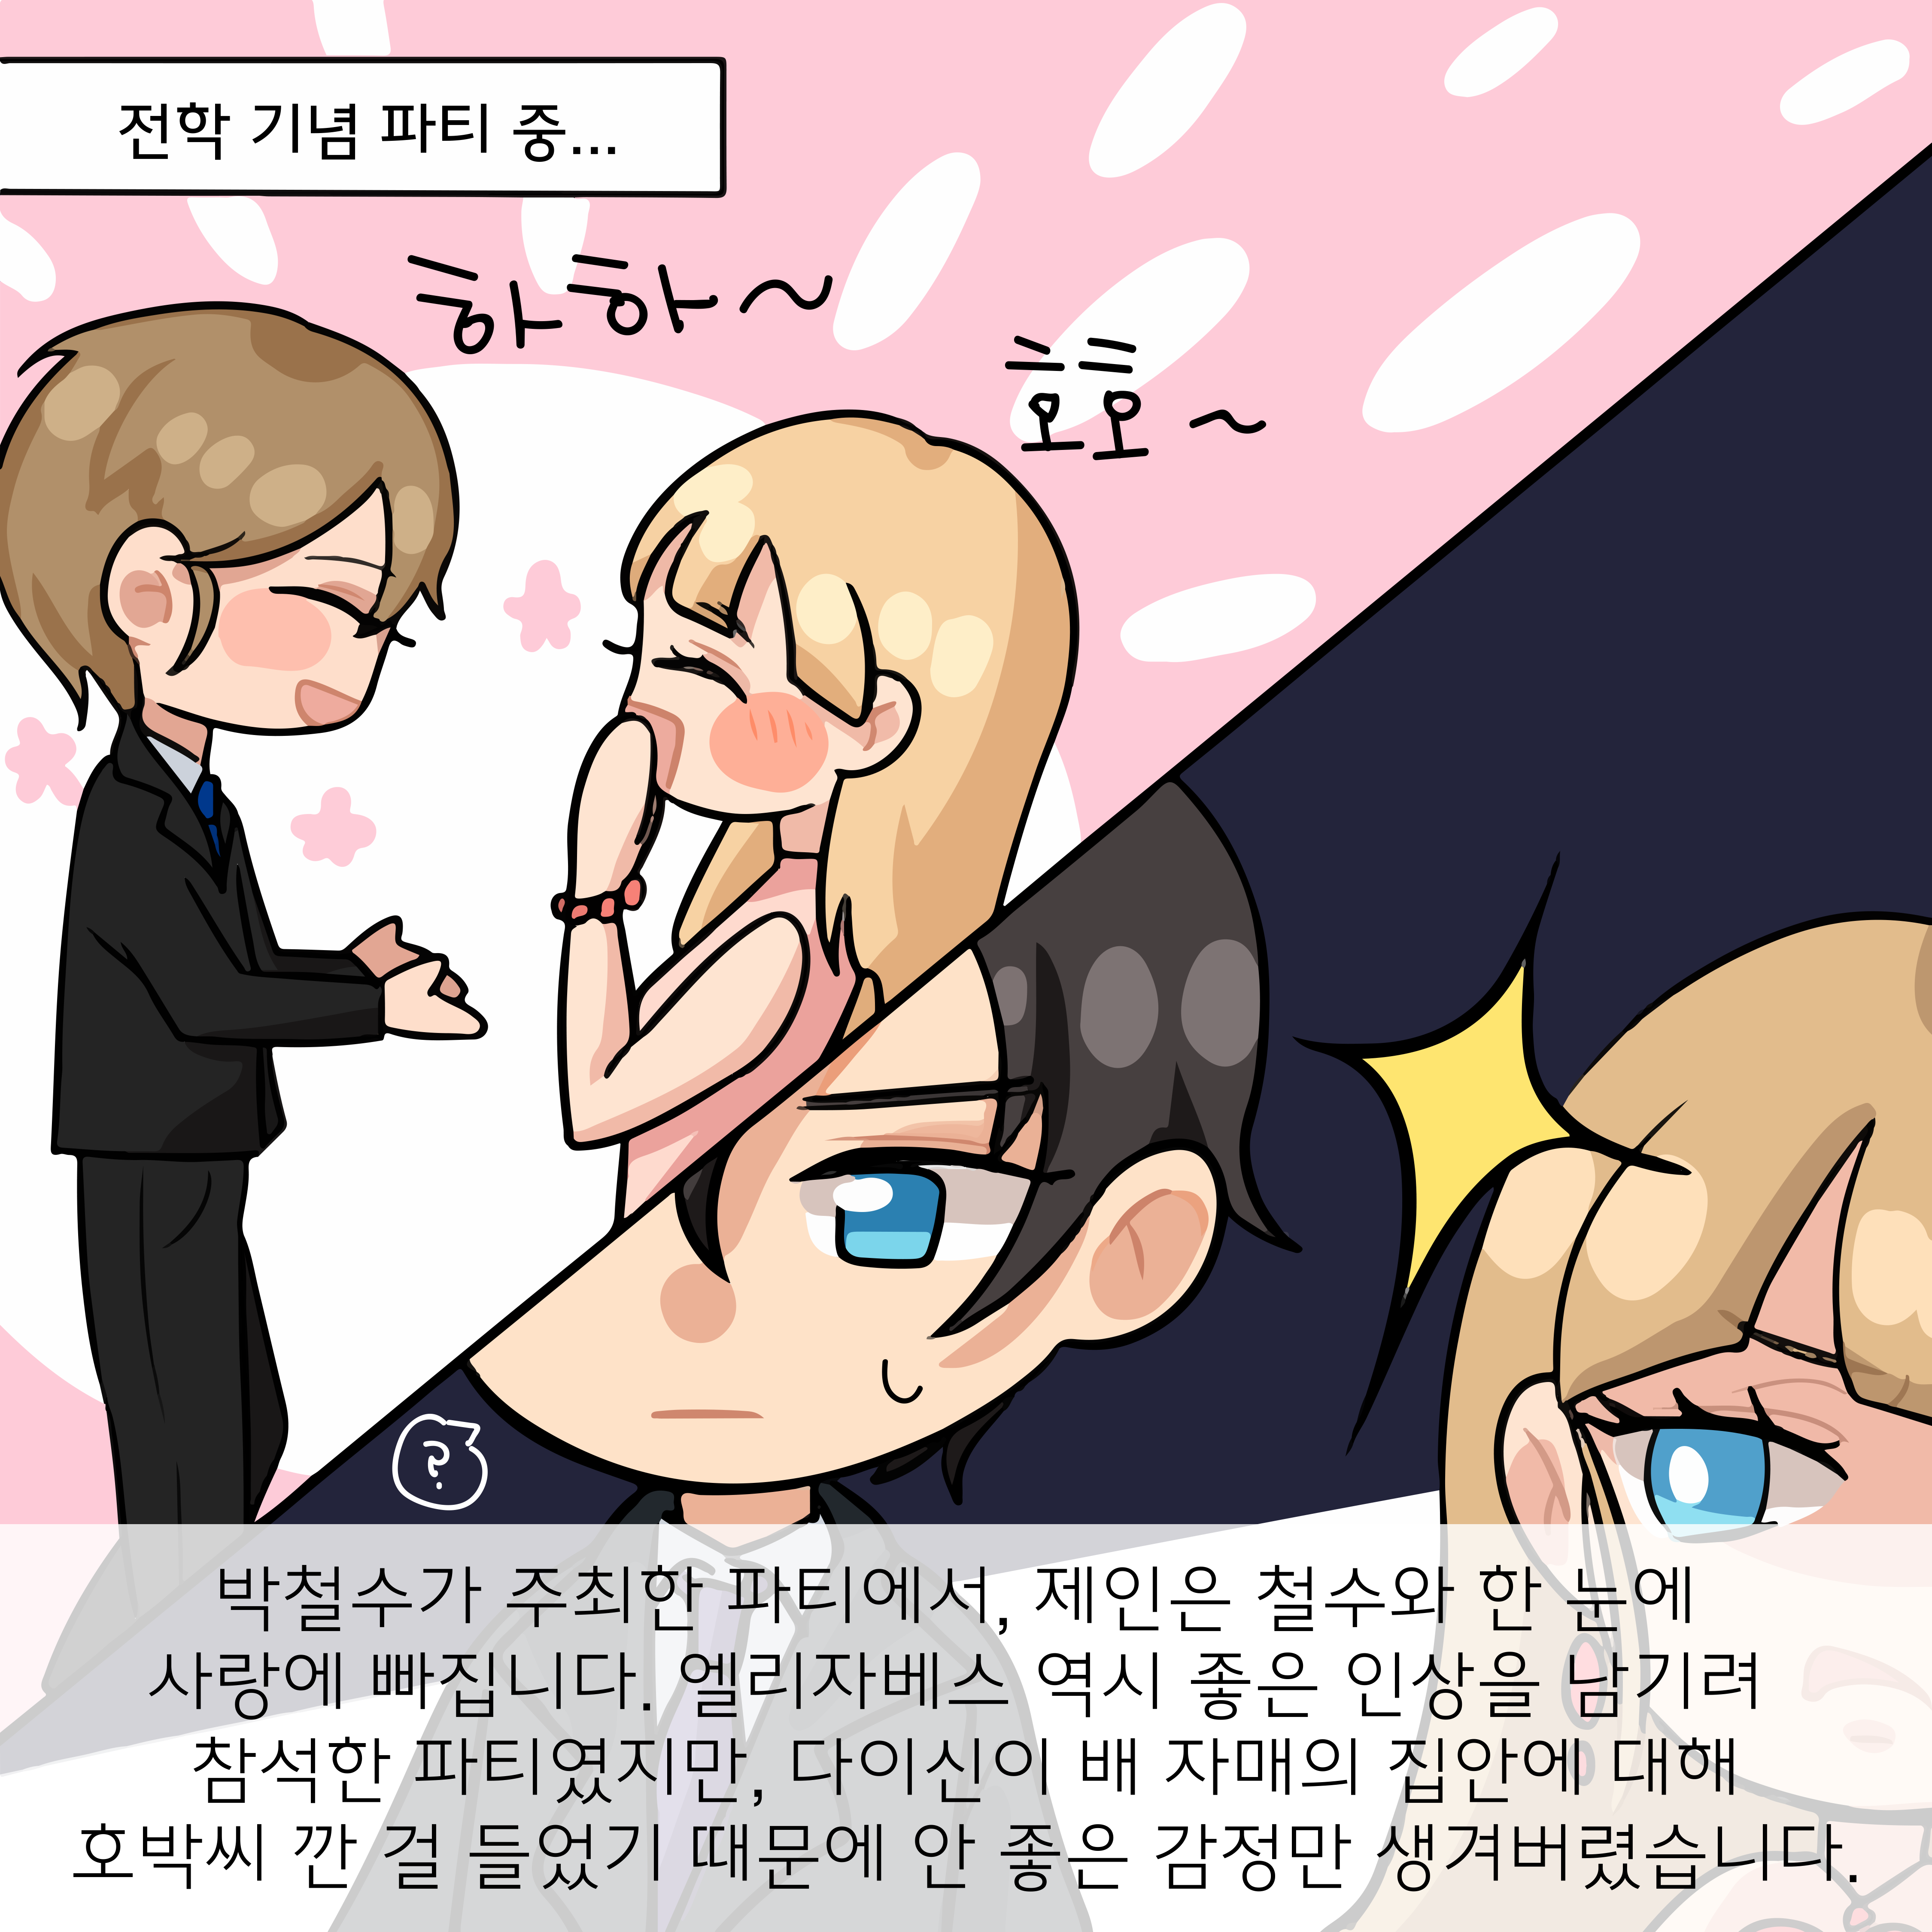 전학 기념 파티 중...
하하~
호호~
?
박철수가 주최한 파티에서, 제인은 철수와 한 눈에
사랑에 빠집니다. 엘리자베스 역시 좋은 인상을 남기려
참석한 파티였지만, 다이신이 배 자매의 집안에 대해
호박씨 깐 걸 들었기 때문에 안 좋은 감정만 생겨버렸습니다.